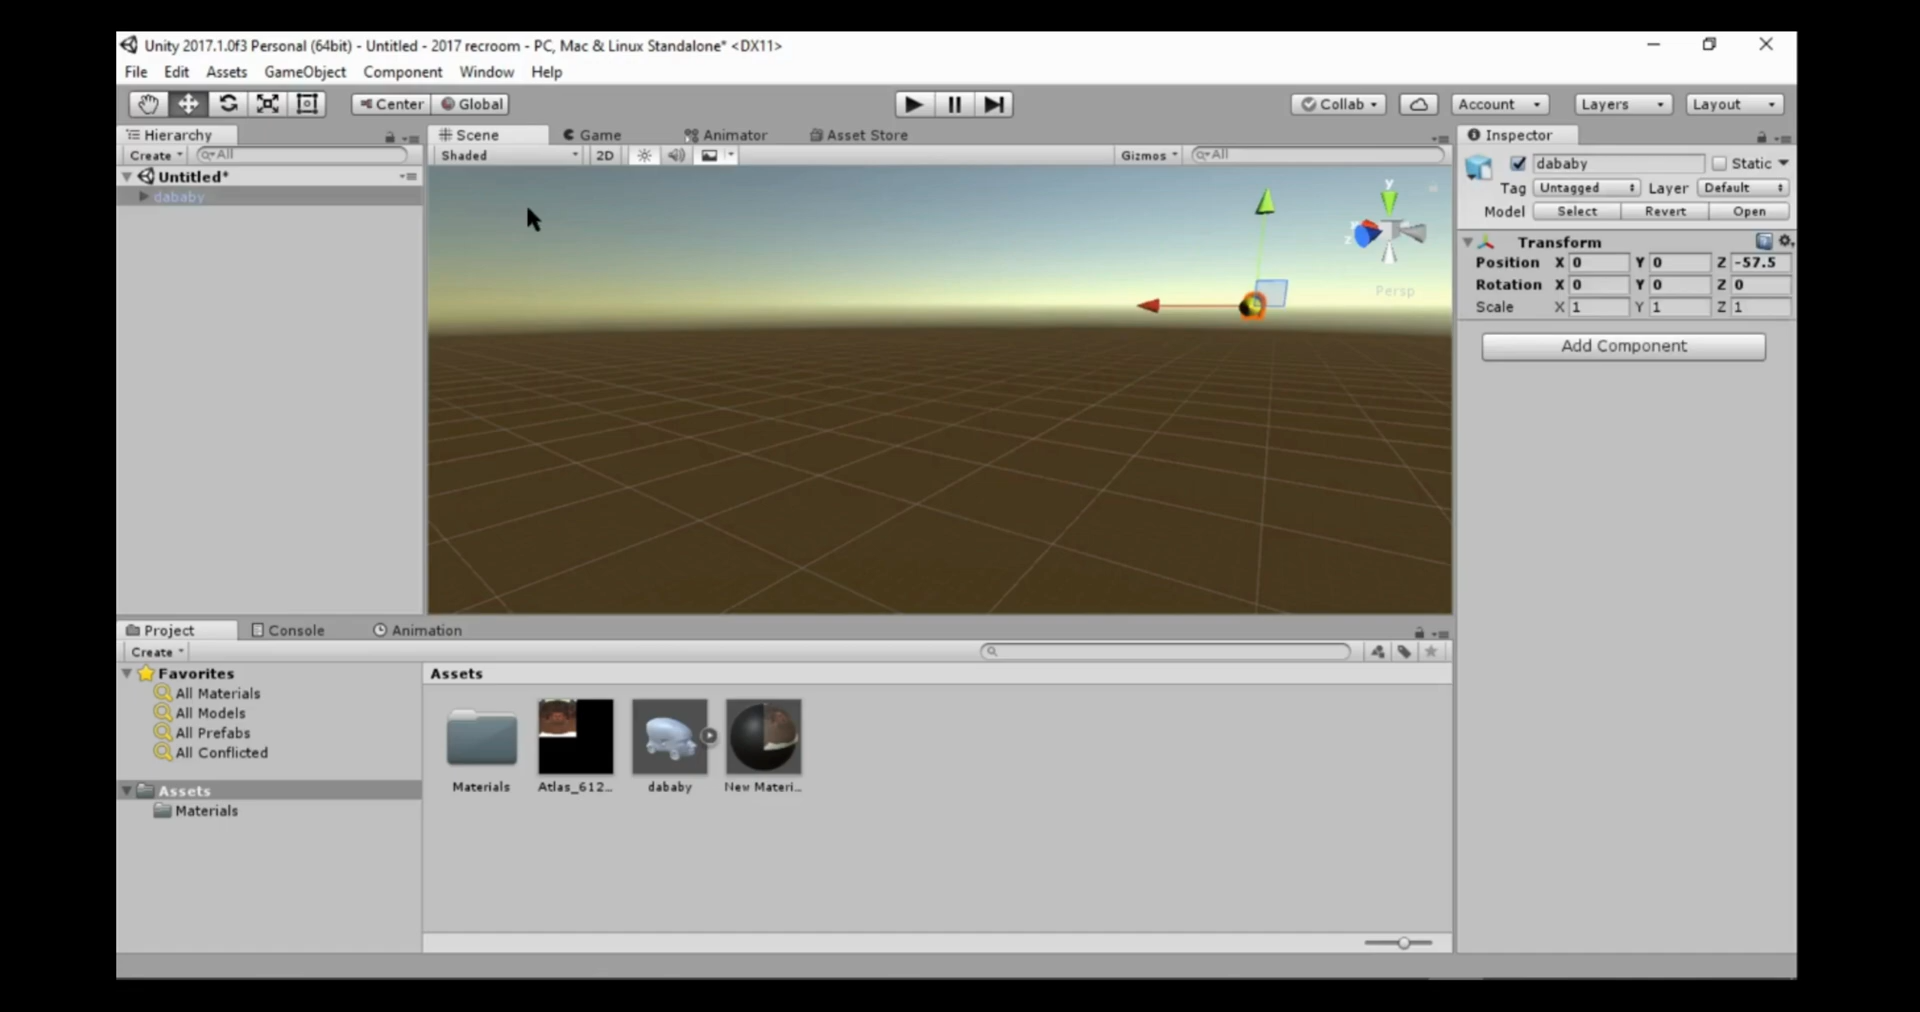 Unity 2017.1.0f3 Personal (64bit) - Untitled - 2017 recroom - PC, Mac & Linux Standalone* <DX11>
File Edit Assets GameObject Component Window Help
Center Global Collab Account Layers Layout
Hierarchy
Create All
Untitled*
dababy
Scene Game Animator Asset Store
Shaded 2D Gizmos All
y
z
Persp
Inspector
dababy Static
Tag Untagged Layer Default
Model Select Revert Open
Transform
Position X 0 Y 0 Z -57.5
Rotation X 0 Y 0 Z 0
Scale X 1 Y 1 Z 1
Add Component
Project Console Animation
Create
Favorites
All Materials
All Models
All Prefabs
All Conflicted
Assets
Materials
Assets
Materials Atlas_612... dababy New Materi...